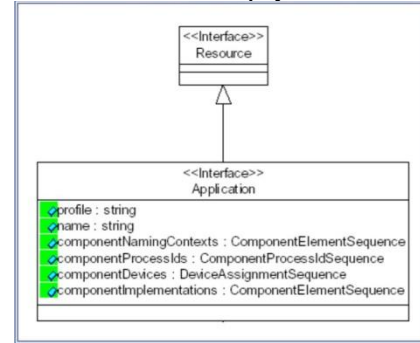 <<Interface>>
Resource
<<Interface>>
Application
profile : string
name : string
componentNamingContexts : ComponentElementSequence
componentProcessIds : ComponentProcessIdSequence
componentDevices : DeviceAssignmentSequence
componentImplementations : ComponentElementSequence